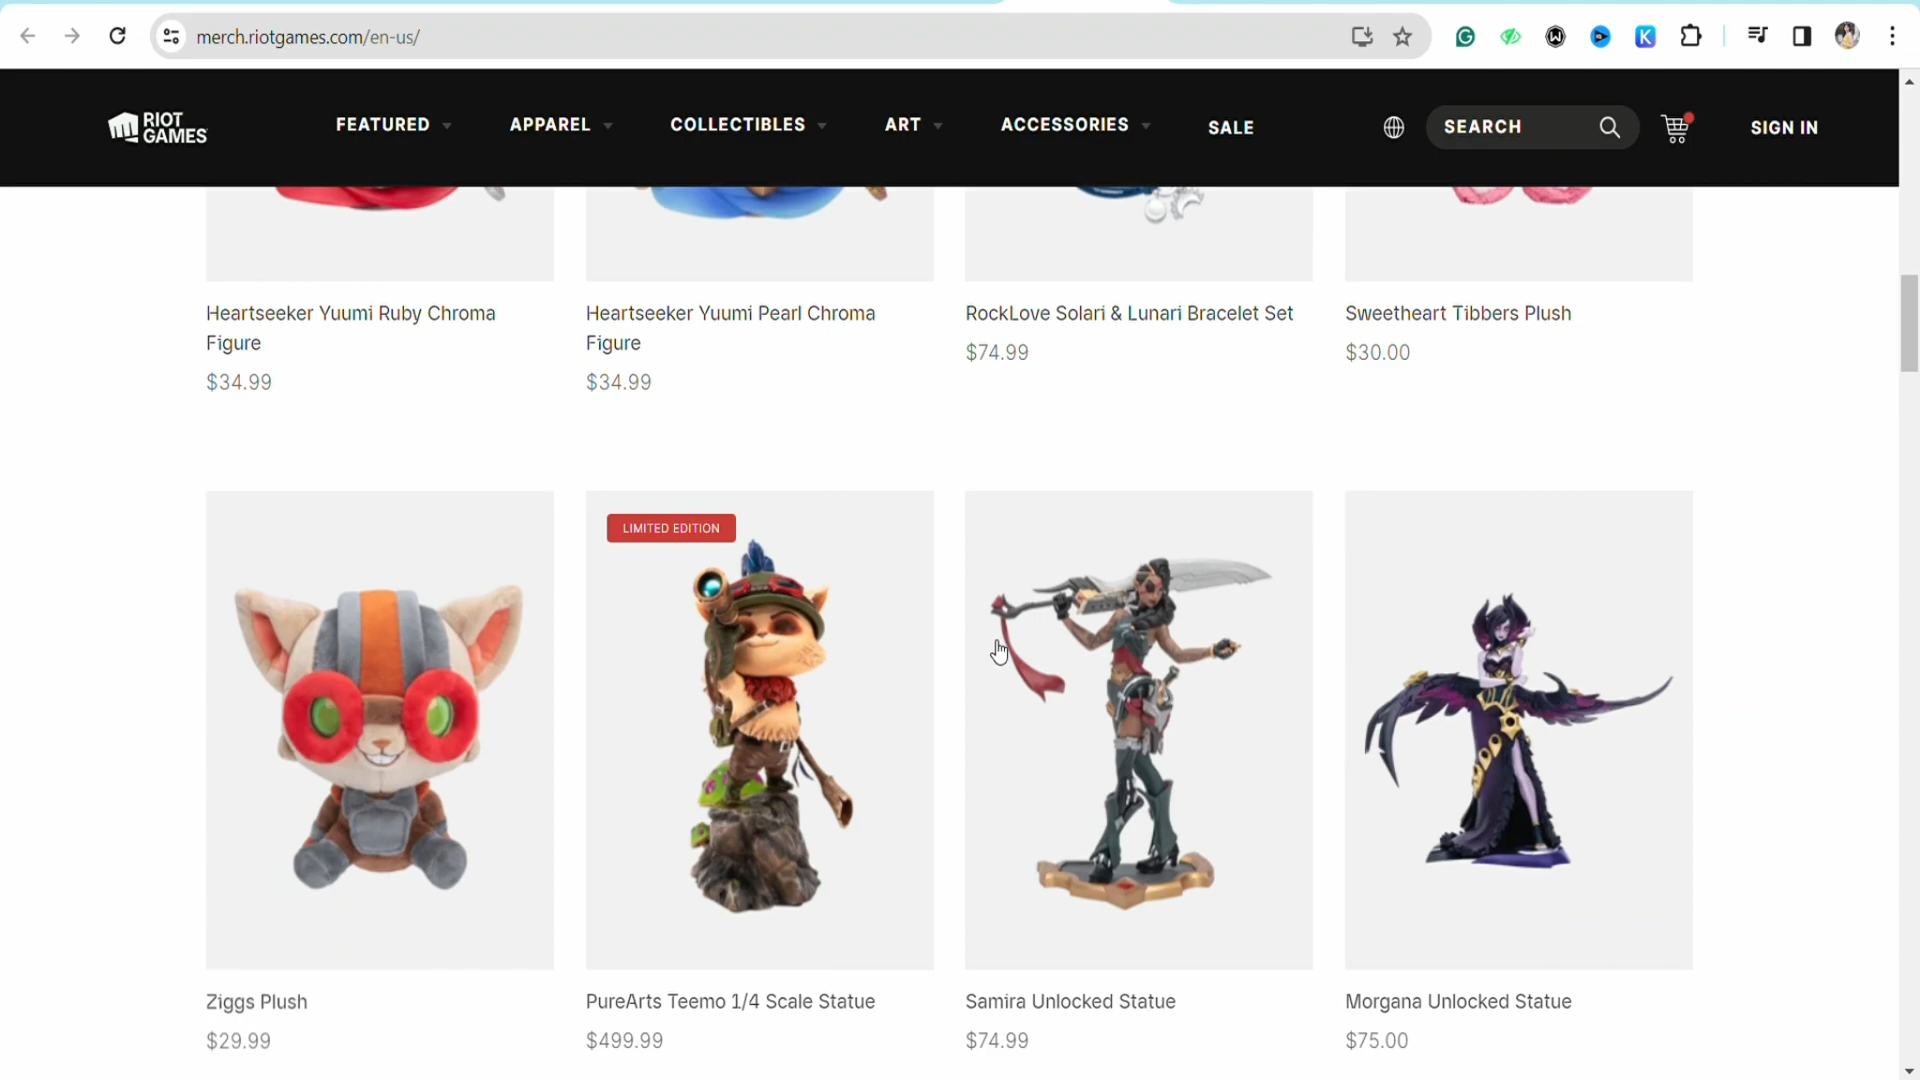 merch.riotgames.com/en-us/
RIOT
GAMES
FEATURED
APPAREL
COLLECTIBLES
ART
ACCESSORIES
SALE
SEARCH
SIGN IN
Heartseeker Yuumi Ruby Chroma
Figure
$34.99
Heartseeker Yuumi Pearl Chroma
Figure
$34.99
RockLove Solari & Lunari Bracelet Set
$74.99
Sweetheart Tibbers Plush
$30.00
LIMITED EDITION
Ziggs Plush
$29.99
PureArts Teemo 1/4 Scale Statue
$499.99
Samira Unlocked Statue
$74.99
Morgana Unlocked Statue
$75.00